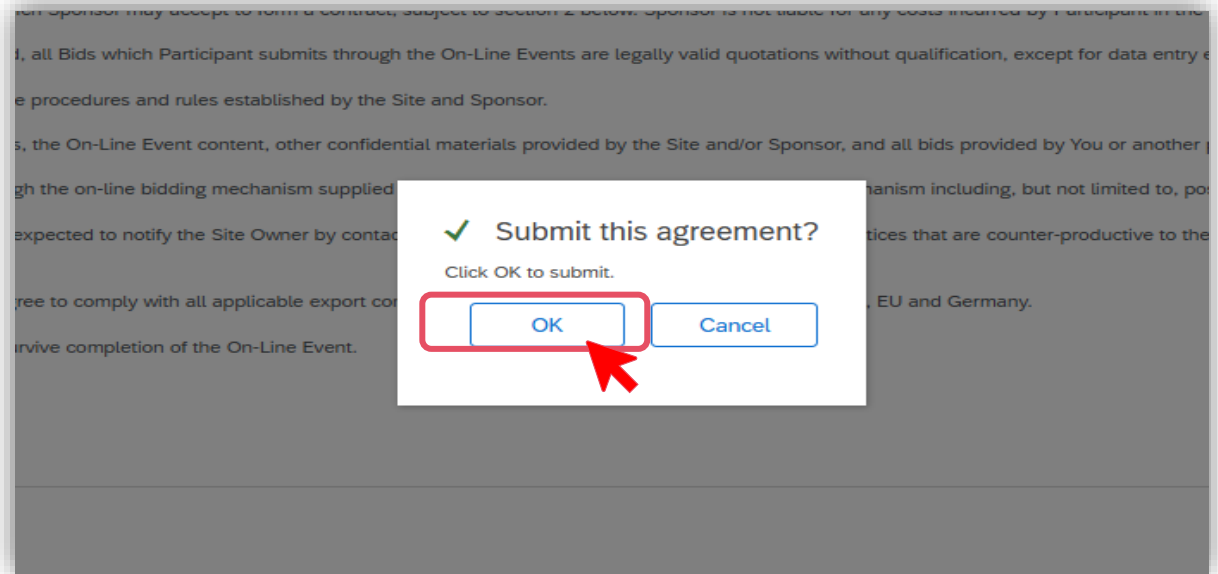 Sponsor may accept to form a contract, subject to section 2 below. Sponsor is not liable for any costs incurred by Participant in the
, all Bids which Participant submits through the On-Line Events are legally valid quotations without qualification, except for data entry
e procedures and rules established by the Site and Sponsor.
s, the On-Line Event content, other confidential materials provided by the Site and/or Sponsor, and all bids provided by You or another
gh the on-line bidding mechanism supplied
hanism including, but not limited to, po
expected to notify the Site Owner by contac
tices that are counter-productive to the
ree to comply with all applicable export cor
, EU and Germany.
urvive completion of the On-Line Event.
Submit this agreement?
Click OK to submit.
OK
Cancel